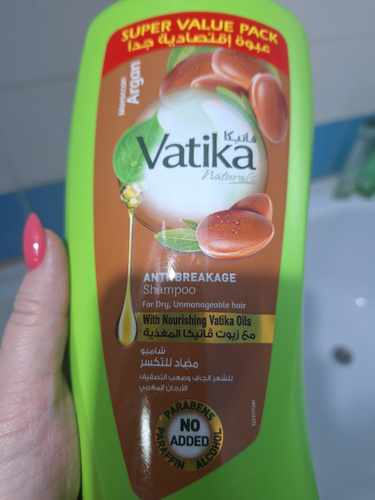 SUPER VALUE PACK
عبوة إقتصادية جدا
Moroccan
Argan
فاتيكا
Vatika
Naturals
ANTI-BREAKAGE
Shampoo
For Dry, Unmanageable hair
With Nourishing Vatika Oils
مع زيوت ڤاتيكا المغذية
شامبو
مضاد للتكسر
للشعر الجاف وصعب التصفيف
الأرجان المغربي
PARABENS
NO
ADDED
PARAFFIN ALCOHOL